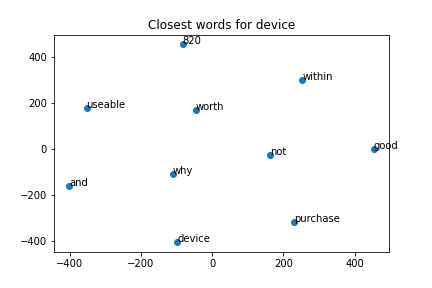 Closest words for device
820
400
within
200
useable
worth
0
not
good
why
and
−200
purchase
device
−400
−400
−200
0
200
400